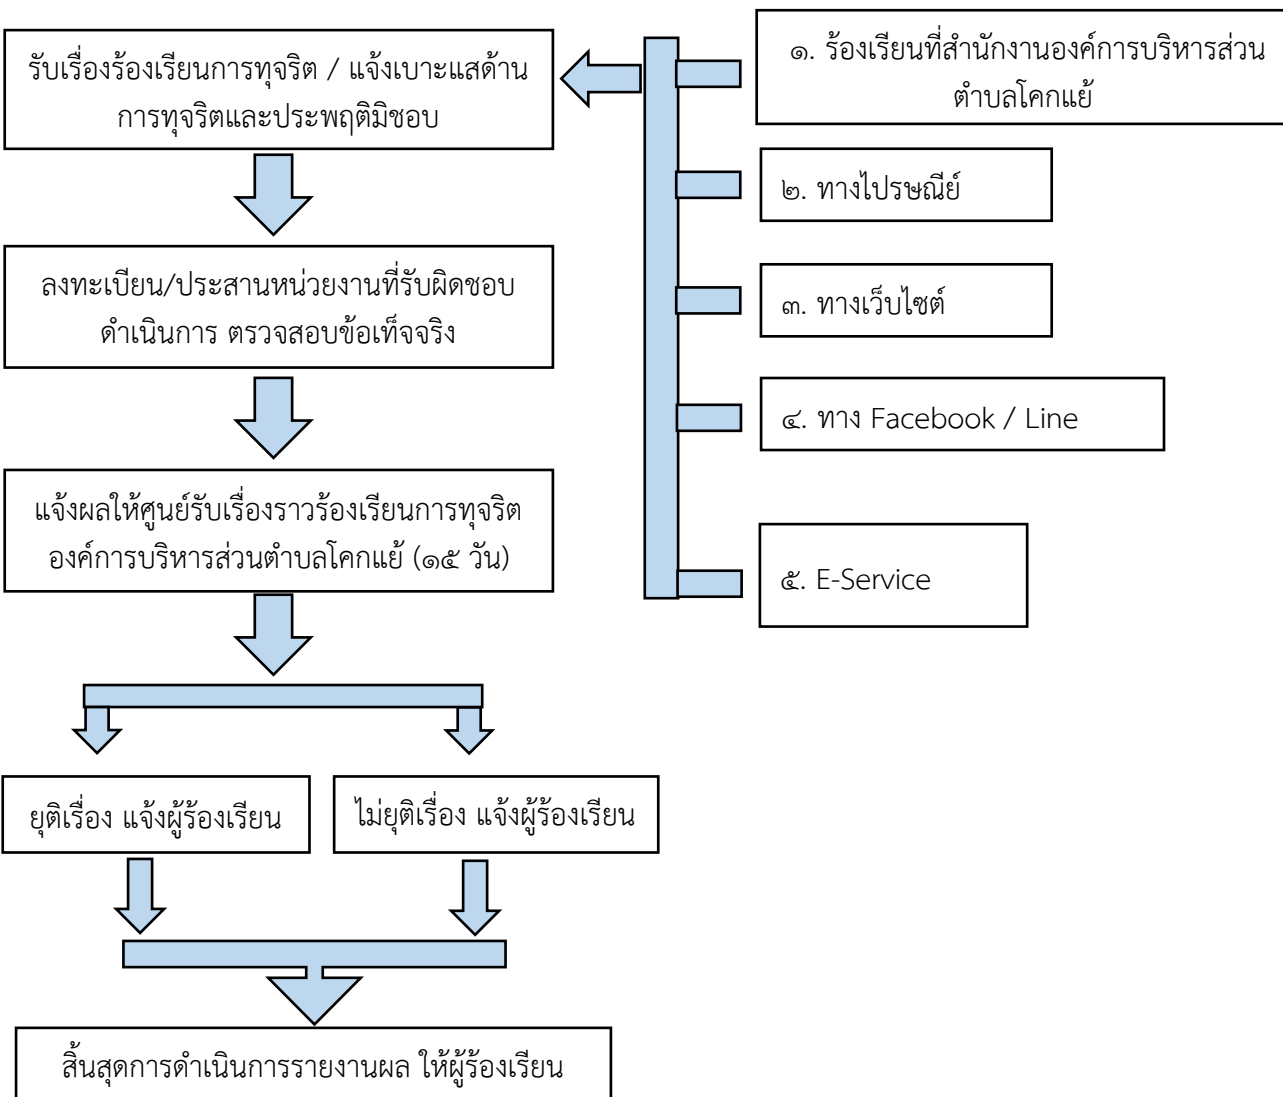 รับเรื่องร้องเรียนการทุจริต / แจ้งเบาะแสด้าน
การทุจริตและประพฤติมิชอบ
๑. ร้องเรียนที่สำนักงานองค์การบริหารส่วน
ตำบลโคกแย้
๒. ทางไปรษณีย์
๓. ทางเว็บไซต์
๔. ทาง Facebook / Line
๕. E-Service
ลงทะเบียน/ประสานหน่วยงานที่รับผิดชอบ
ดำเนินการ ตรวจสอบข้อเท็จจริง
แจ้งผลให้ศูนย์รับเรื่องราวร้องเรียนการทุจริต
องค์การบริหารส่วนตำบลโคกแย้ (๑๕ วัน)
ยุติเรื่อง แจ้งผู้ร้องเรียน
ไม่ยุติเรื่อง แจ้งผู้ร้องเรียน
สิ้นสุดการดำเนินการรายงานผล ให้ผู้ร้องเรียน